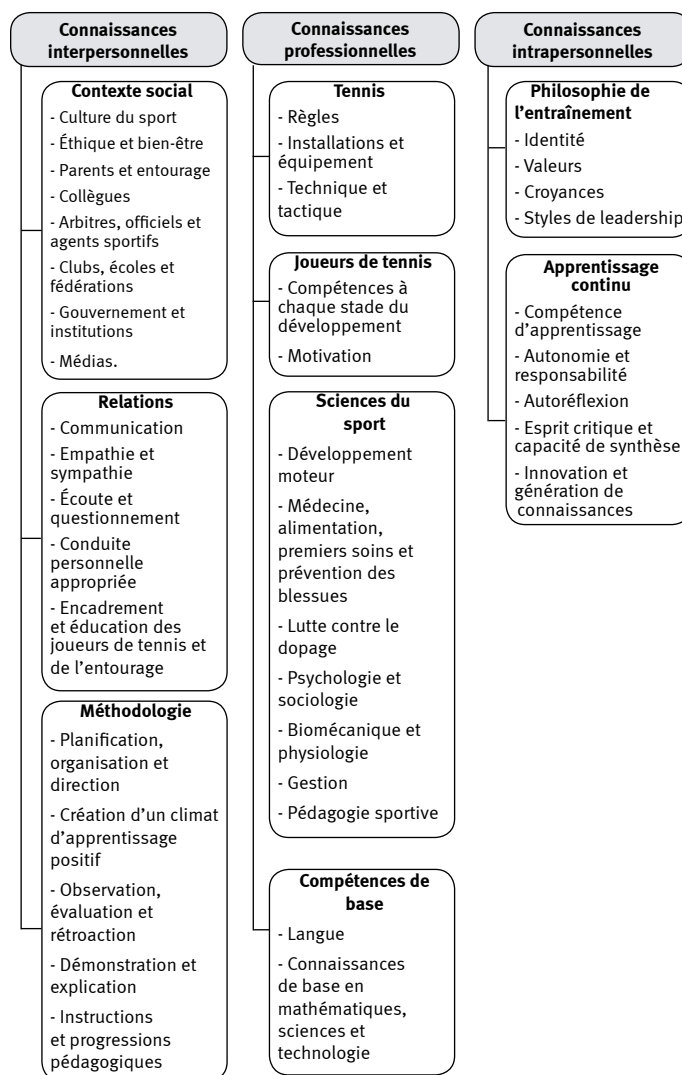 Connaissances
interpersonnelles
Contexte social
- Culture du sport
- Éthique et bien-être
- Parents et entourage
- Collègues
- Arbitres, officiels et
agents sportifs
- Clubs, écoles et
fédérations
- Gouvernement et
institutions
- Médias.
Relations
- Communication
- Empathie et
sympathie
- Écoute et
questionnement
- Conduite
personnelle
appropriée
- Encadrement
et éducation des
joueurs de tennis et
de l'entourage
Méthodologie
- Planification,
organisation et
direction
- Création d'un climat
d'apprentissage
positif
- Observation,
évaluation et
rétroaction
- Démonstration et
explication
- Instructions
et progressions
pédagogiques
Connaissances
professionnelles
Tennis
- Règles
- Installations et
équipement
- Technique et
tactique
Joueurs de tennis
- Compétences à
chaque stade du
développement
- Motivation
Sciences du
sport
- Développement
moteur
- Médecine,
alimentation,
premiers soins et
prévention des
blessues
- Lutte contre le
dopage
- Psychologie et
sociologie
- Biomécanique et
physiologie
- Gestion
- Pédagogie sportive
Compétences de
base
- Langue
- Connaissances
de base en
mathématiques,
sciences et
technologie
Connaissances
intrapersonnelles
Philosophie de
l'entraînement
- Identité
- Valeurs
- Croyances
- Styles de leadership
Apprentissage
continu
- Compétence
d'apprentissage
- Autonomie et
responsabilité
- Autoréflexion
- Esprit critique et
capacité de synthèse
- Innovation et
génération de
connaissances